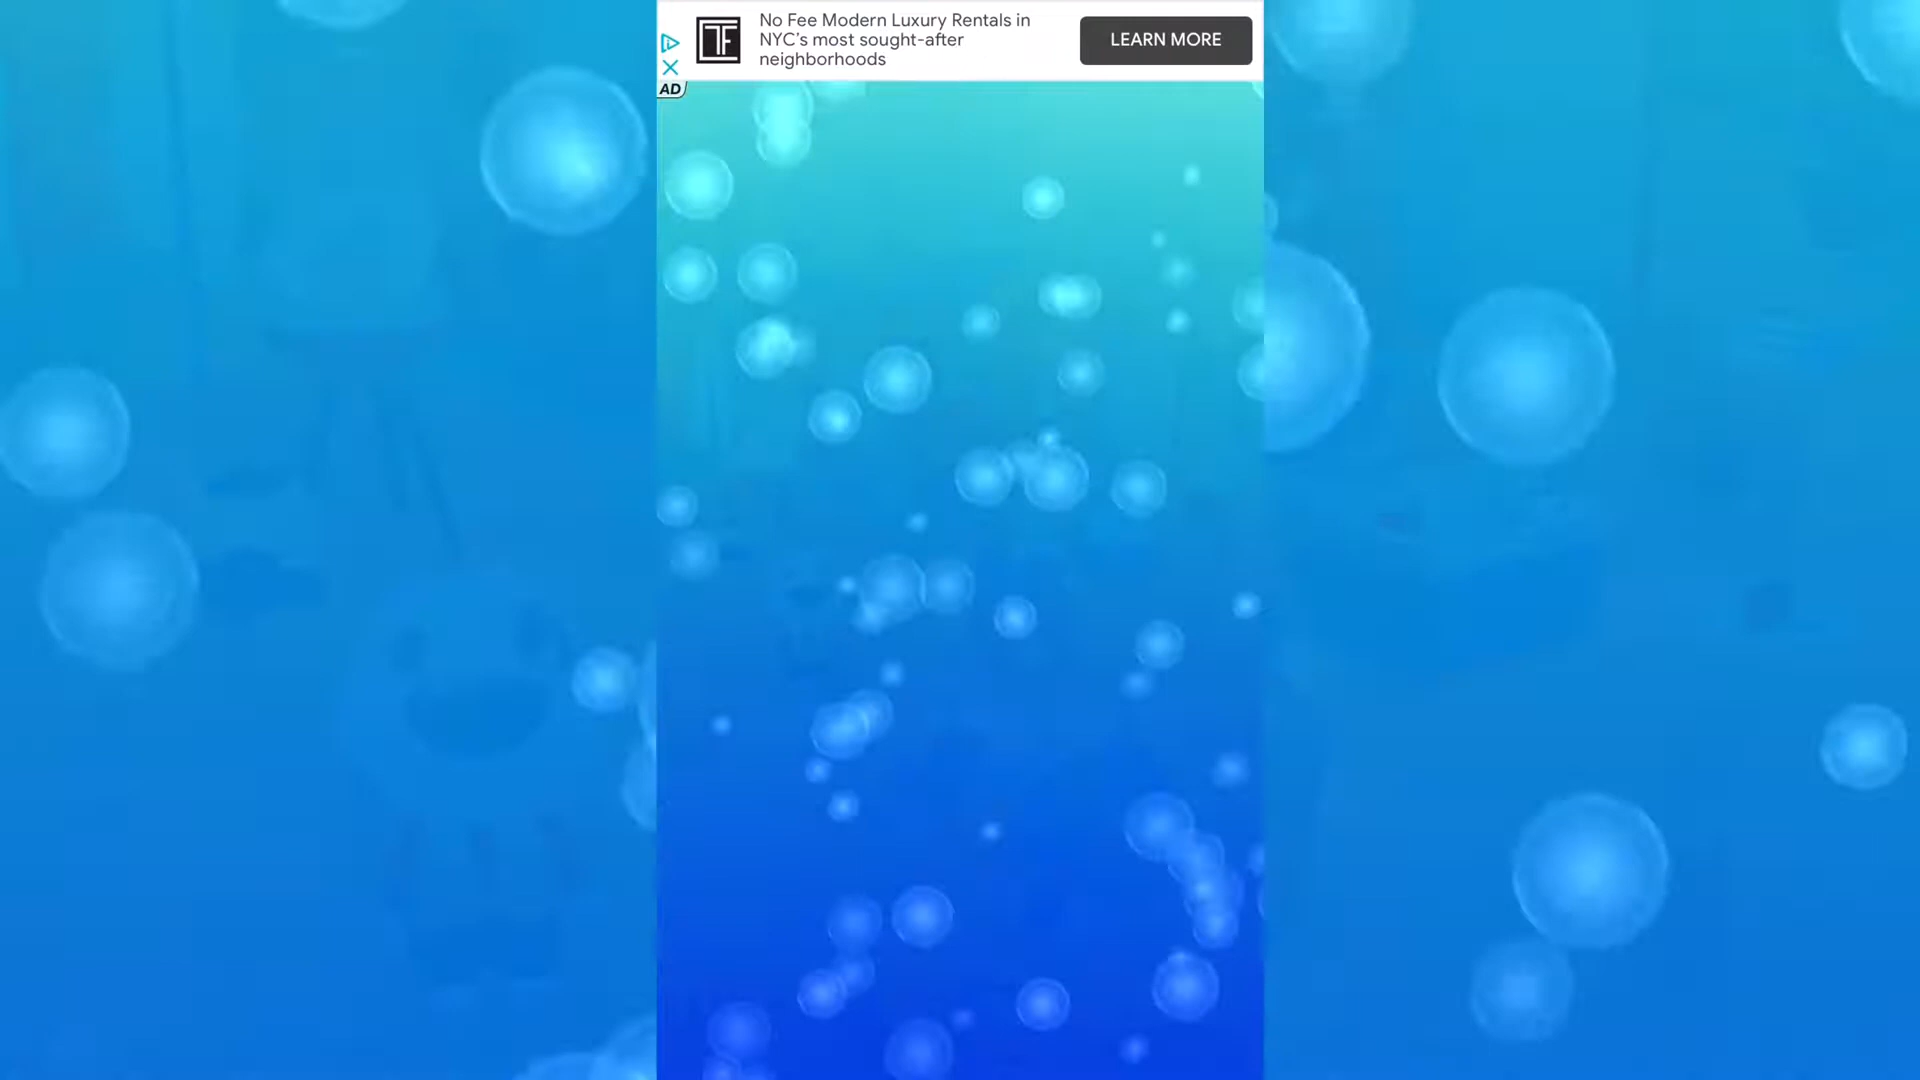 No Fee Modern Luxury Rentals in
NYC's most sought-after
neighborhoods
LEARN MORE
AD